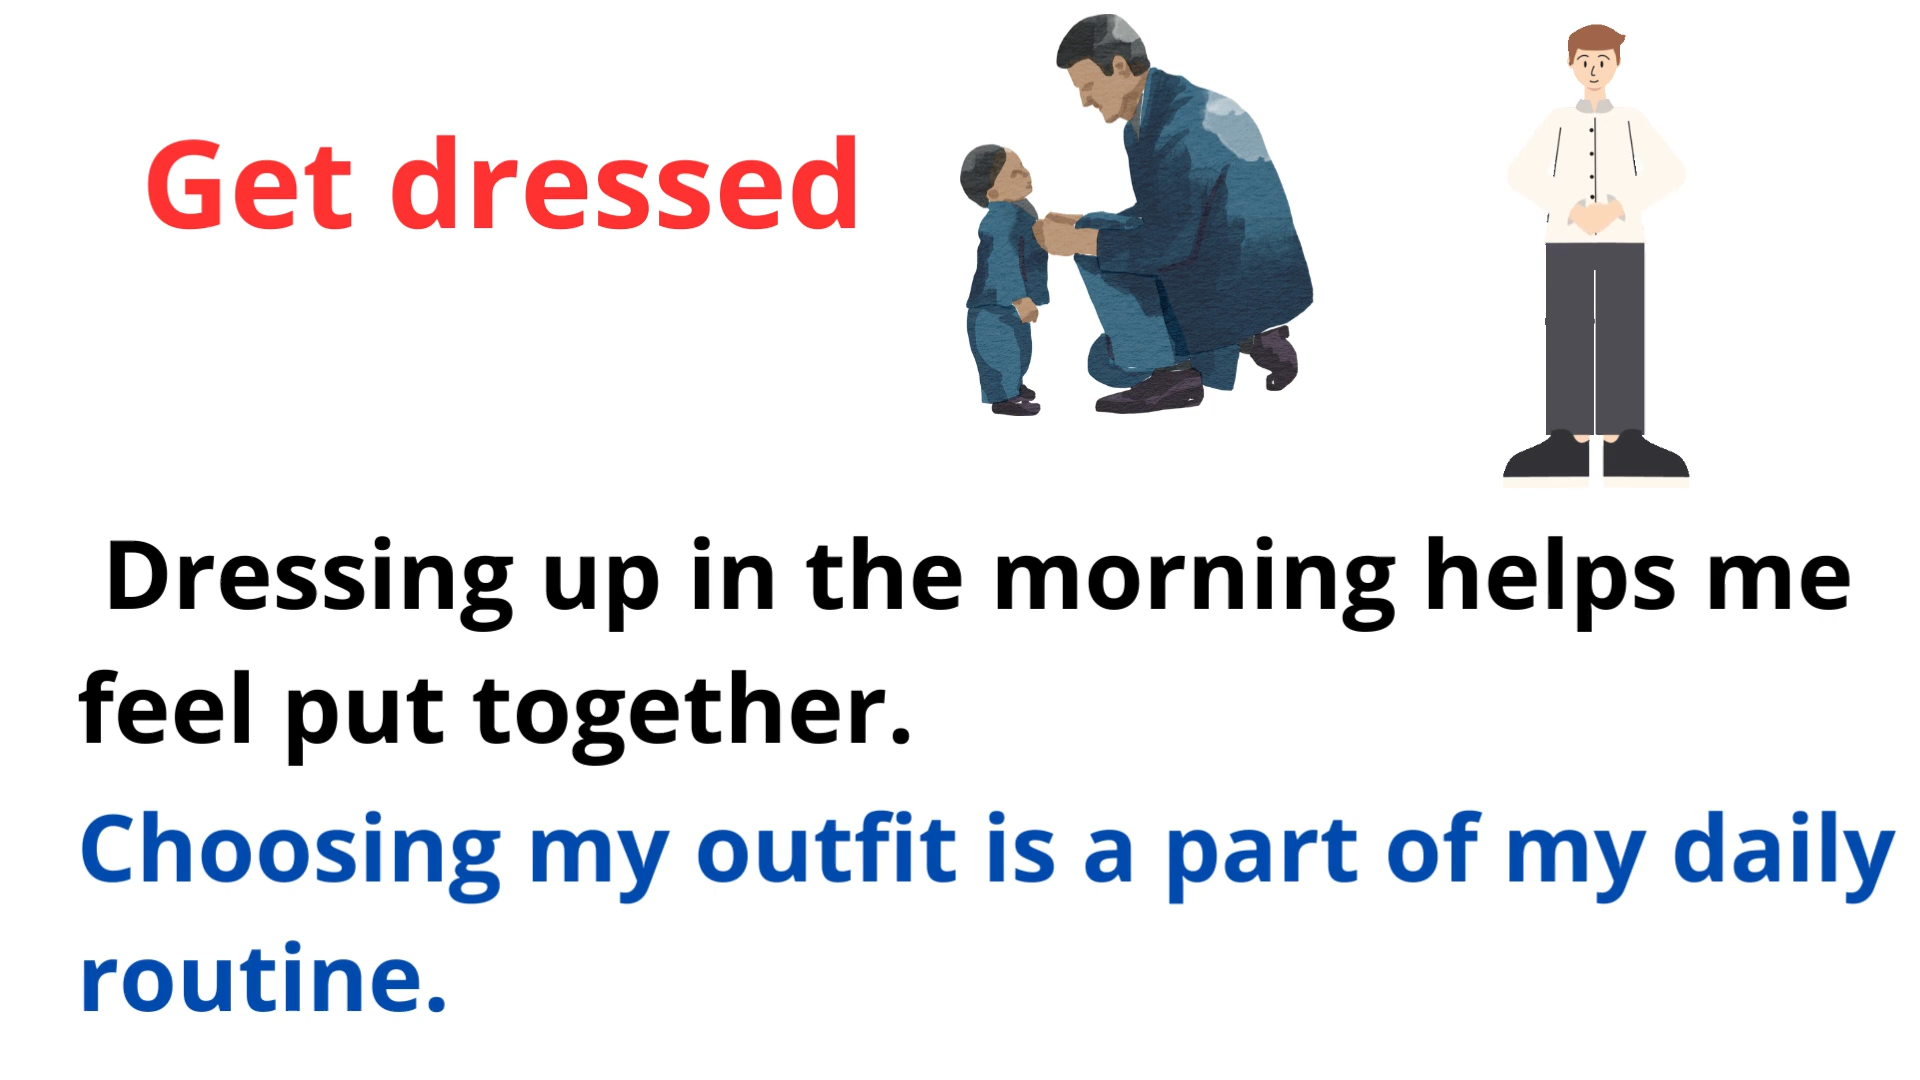 Get dressed
Dressing up in the morning helps me
feel put together.
Choosing my outfit is a part of my daily
routine.